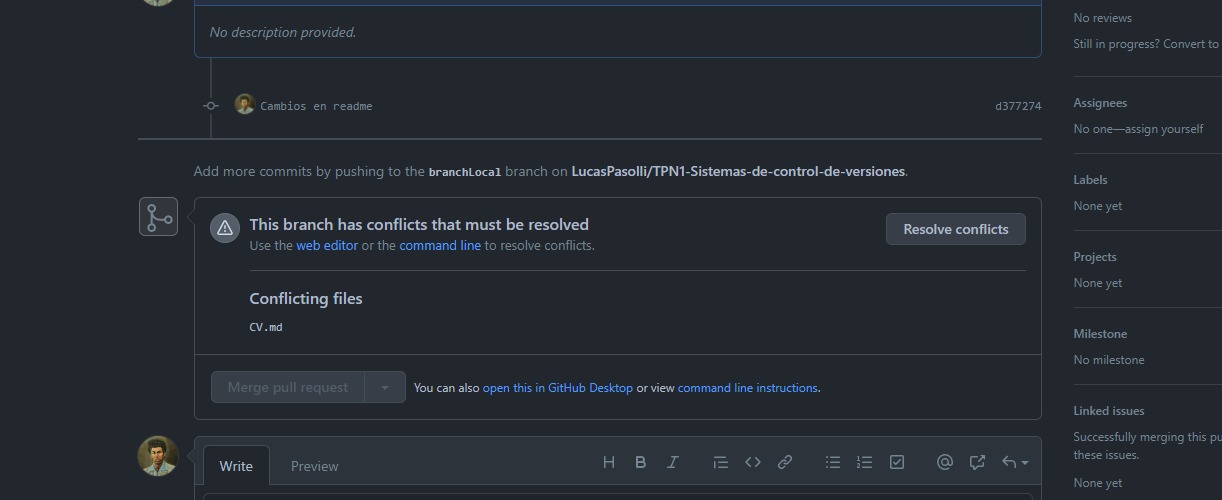 No description provided.
Cambios en readme d377274
Add more commits by pushing to the branchLocal branch on LucasPasolli/TPN1-Sistemas-de-control-de-versiones.
This branch has conflicts that must be resolved
Use the web editor or the command line to resolve conflicts.
Resolve conflicts
Conflicting files
CV.md
Merge pull request
You can also open this in GitHub Desktop or view command line instructions.
Write Preview
No reviews
Still in progress? Convert to
Assignees
No one—assign yourself
Labels
None yet
Projects
None yet
Milestone
No milestone
Linked issues
Successfully merging this pu
these issues.
None yet